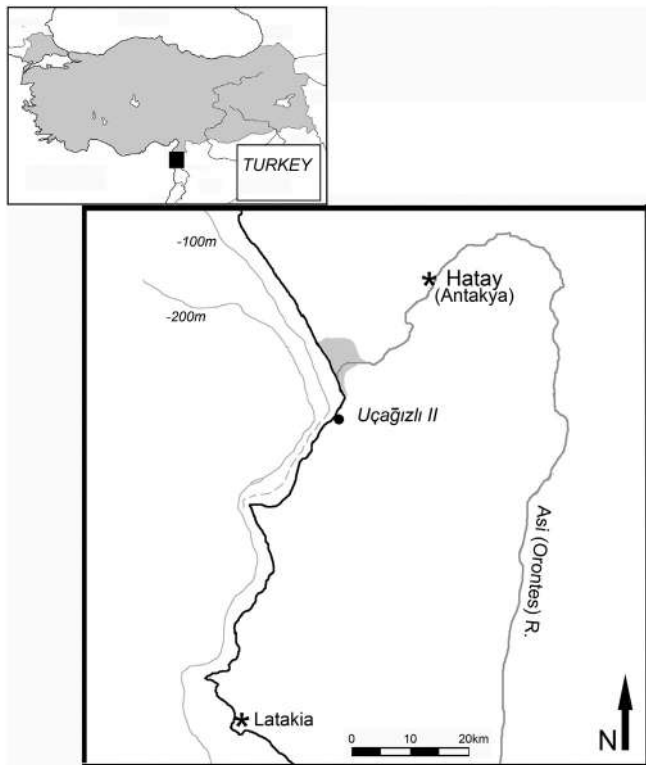 TURKEY
-100m
Hatay
(Antakya)
-200m
Uçağızlı II
Asi (Orontes) R.
Latakia
0 10 20km
N